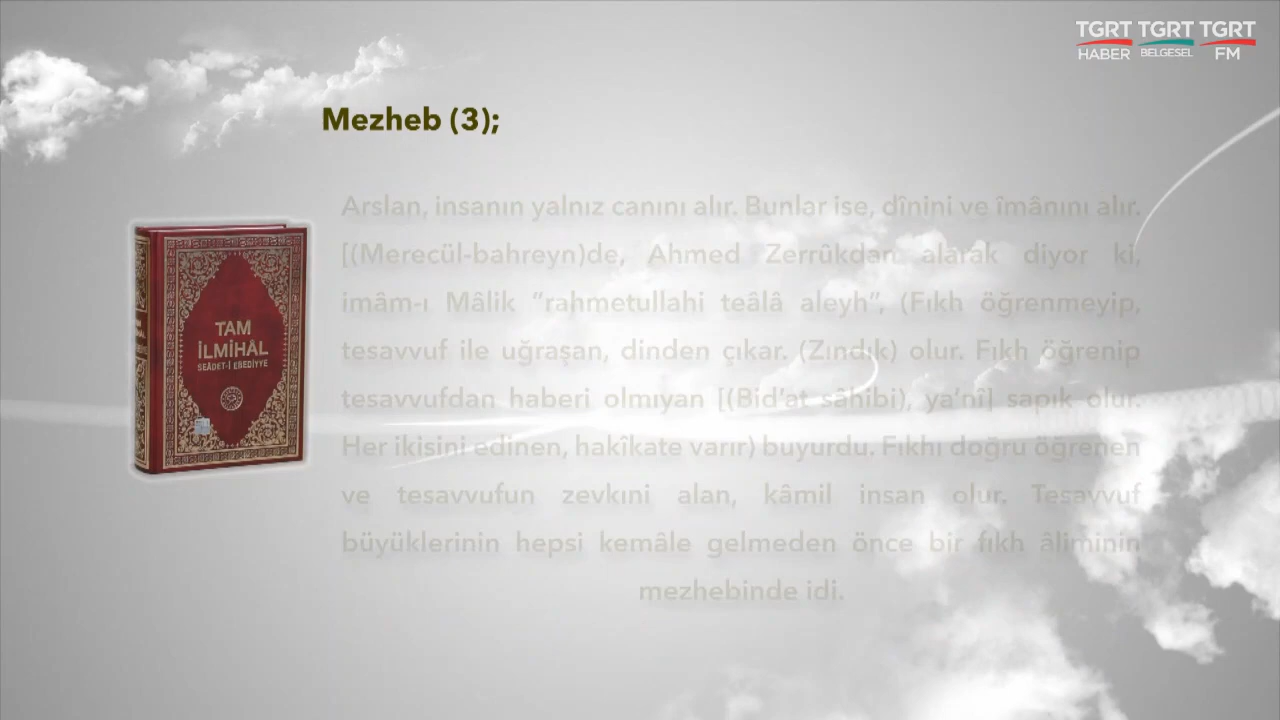 TGRT TGRT TGRT
HABER BELGESEL FM
Mezheb (3);
Arslan, insanın yalnız canını alır. Bunlar ise, dînini ve îmânını alır.
[(Merecül-bahreyn)de, Ahmed Zerrûkdan alarak diyor ki,
imâm-ı Mâlik "rahmetullahi teâlâ aleyh", (Fıkh öğrenmeyip,
tesavvuf ile uğraşan, dinden çıkar. (Zındık) olur. Fıkh öğrenip
tesavvufdan haberi olmıyan [(Bid'at sâhibi), ya'nî] sapık olur.
Her ikisini edinen, hakîkate varır) buyurdu. Fıkhı doğru öğrenen
ve tesavvufun zevkıni alan, kâmil insan olur. Tesavvuf
büyüklerinin hepsi kemâle gelmeden önce bir fıkh âliminin
mezhebinde idi.
TAM
İLMİHÂL
SEÂDET-İ EBEDİYYE